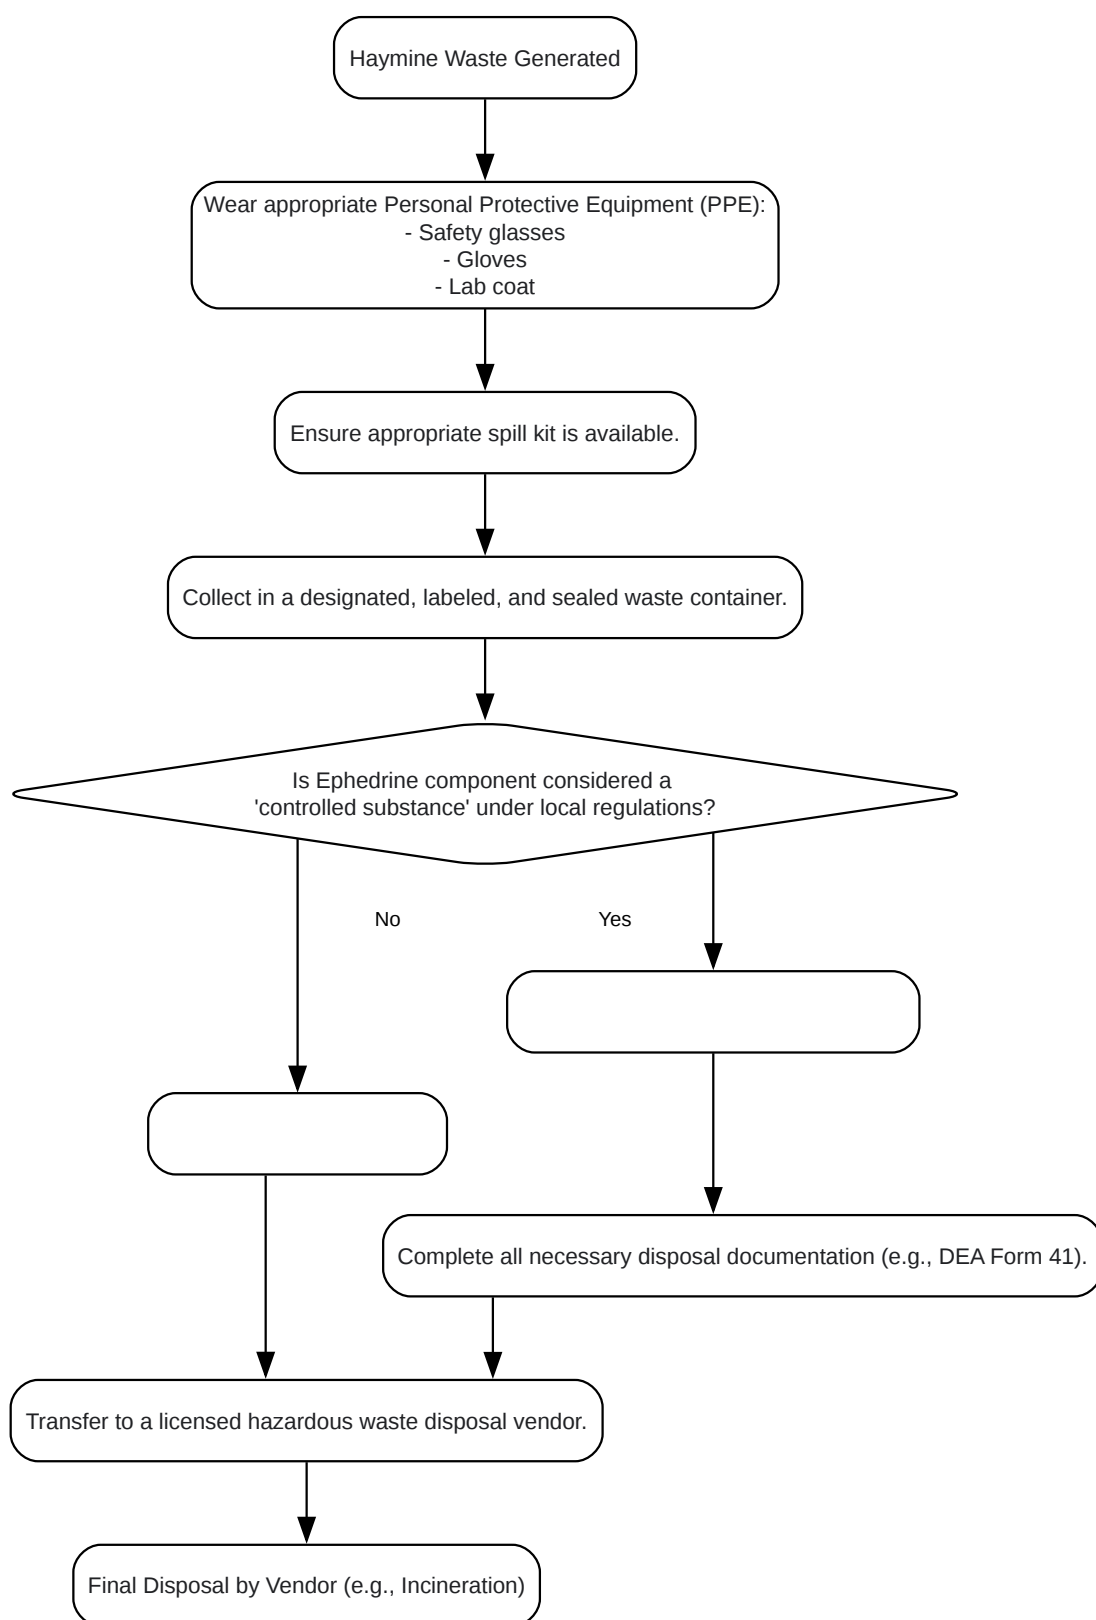 Haymine Waste Generated
Wear appropriate Personal Protective Equipment (PPE):
- Safety glasses
- Gloves
- Lab coat
Ensure appropriate spill kit is available.
Collect in a designated, labeled, and sealed waste container.
Is Ephedrine component considered a
'controlled substance' under local regulations?
No
Yes
Complete all necessary disposal documentation (e.g., DEA Form 41).
Transfer to a licensed hazardous waste disposal vendor.
Final Disposal by Vendor (e.g., Incineration)